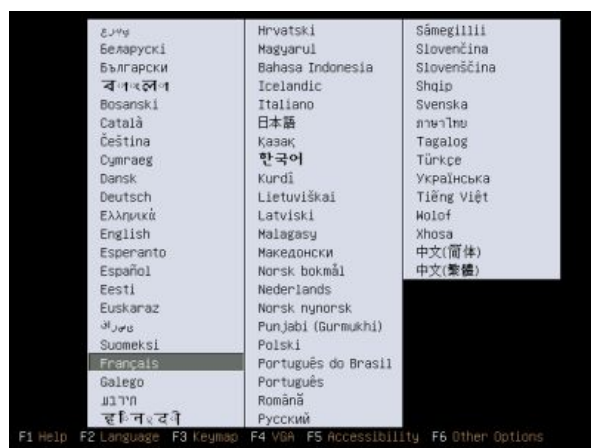 Беларускі
Български
Bosanski
Català
Čeština
Cymraeg
Dansk
Deutsch
Ελληνικά
English
Esperanto
Español
Eesti
Euskaraz
Suomeksi
Français
Galego
Hrvatski
Magyarul
Bahasa Indonesia
Icelandic
Italiano
日本語
Қазақ
한국어
Kurdî
Lietuviškai
Latviski
Malagasy
Македонски
Norsk bokmål
Nederlands
Norsk nynorsk
Punjabi (Gurmukhi)
Polski
Português do Brasil
Português
Română
Русский
Sámegillii
Slovenčina
Slovenščina
Shqip
Svenska
ภาษาไทย
Tagalog
Türkçe
Українська
Tiếng Việt
Wolof
Xhosa
中文(简体)
中文(繁體)
F1 Help F2 Language F3 Keymap F4 VGA F5 Accessibility F6 Other Options